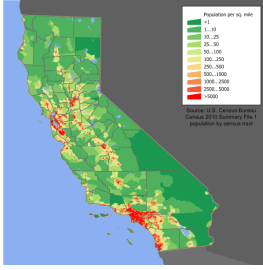 Population per sq. mile
<1
1...10
10...25
25...50
50...100
100...250
250...500
500...1000
1000...2500
2500...5000
>5000
Source: U.S. Census Bureau
Census 2010 Summary File 1
population by census tract